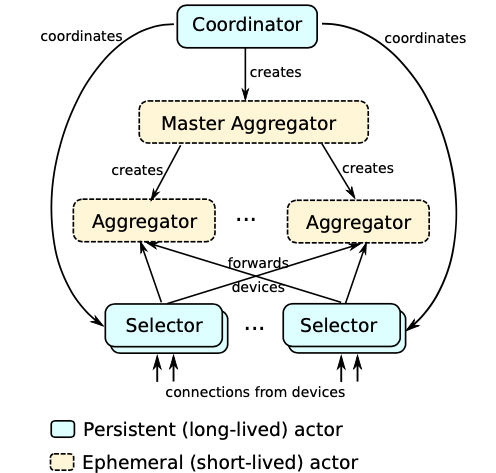 Coordinator
coordinates
coordinates
creates
Master Aggregator
creates
creates
Aggregator
...
Aggregator
forwards
devices
Selector
...
Selector
connections from devices
Persistent (long-lived) actor
Ephemeral (short-lived) actor